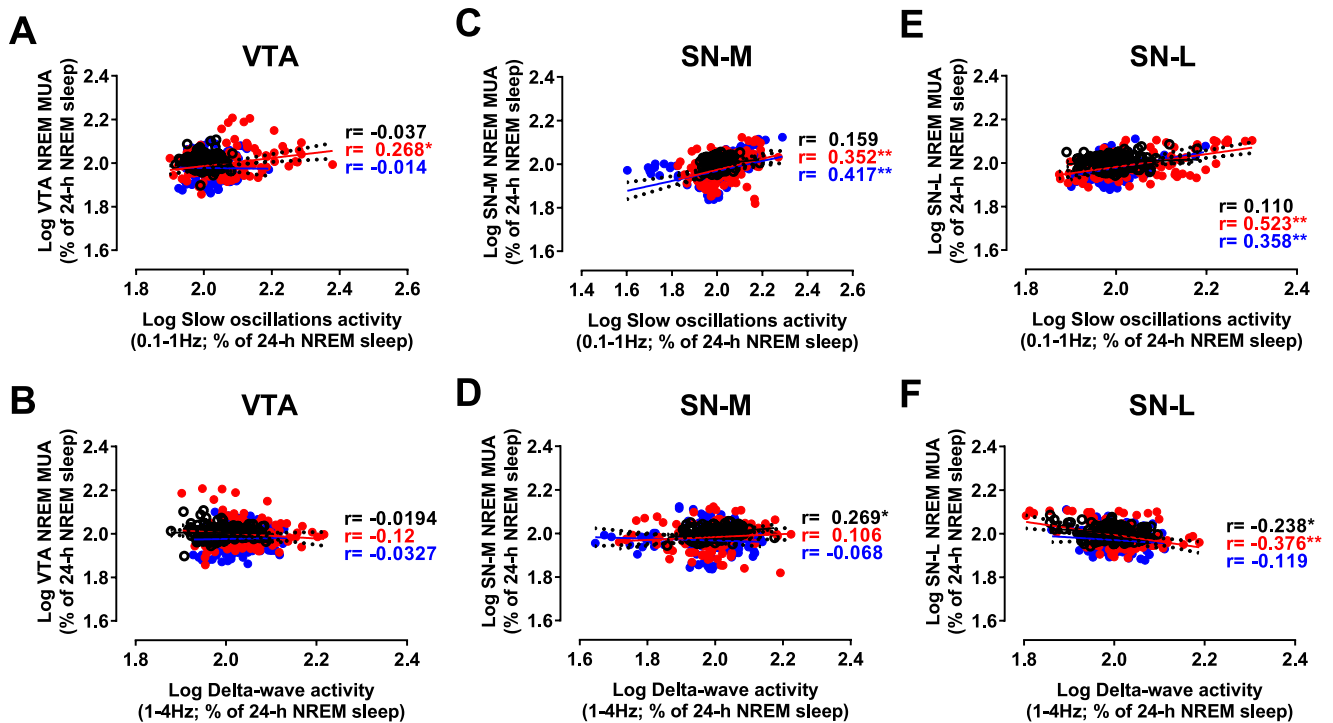 A
VTA
Log VTA NREM MUA
(% of 24-h NREM sleep)
2.4
2.2
2.0
1.8
1.6
r= -0.037
r= 0.268*
r= -0.014
1.8 2.0 2.2 2.4 2.6
Log Slow oscillations activity
(0.1-1Hz; % of 24-h NREM sleep)
C
SN-M
Log SN-M NREM MUA
(% of 24-h NREM sleep)
2.4
2.2
2.0
1.8
1.6
r= 0.159
r= 0.352**
r= 0.417**
1.4 1.6 1.8 2.0 2.2 2.4 2.6
Log Slow oscillations activity
(0.1-1Hz; % of 24-h NREM sleep)
E
SN-L
Log SN-L NREM MUA
(% of 24-h NREM sleep)
2.4
2.2
2.0
1.8
1.6
r= 0.110
r= 0.523**
r= 0.358**
1.8 2.0 2.2 2.4
Log Slow oscillations activity
(0.1-1Hz; % of 24-h NREM sleep)
B
VTA
Log VTA NREM MUA
(% of 24-h NREM sleep)
2.4
2.2
2.0
1.8
1.6
r= -0.0194
r= -0.12
r= -0.0327
1.8 2.0 2.2 2.4
Log Delta-wave activity
(1-4Hz; % of 24-h NREM sleep)
D
SN-M
Log SN-M NREM MUA
(% of 24-h NREM sleep)
2.4
2.2
2.0
1.8
1.6
r= 0.269*
r= 0.106
r= -0.068
1.6 1.8 2.0 2.2 2.4
Log Delta-wave activity
(1-4Hz; % of 24-h NREM sleep)
F
SN-L
Log SN-L NREM MUA
(% of 24-h NREM sleep)
2.4
2.2
2.0
1.8
1.6
r= -0.238*
r= -0.376**
r= -0.119
1.8 2.0 2.2 2.4
Log Delta-wave activity
(1-4Hz; % of 24-h NREM sleep)